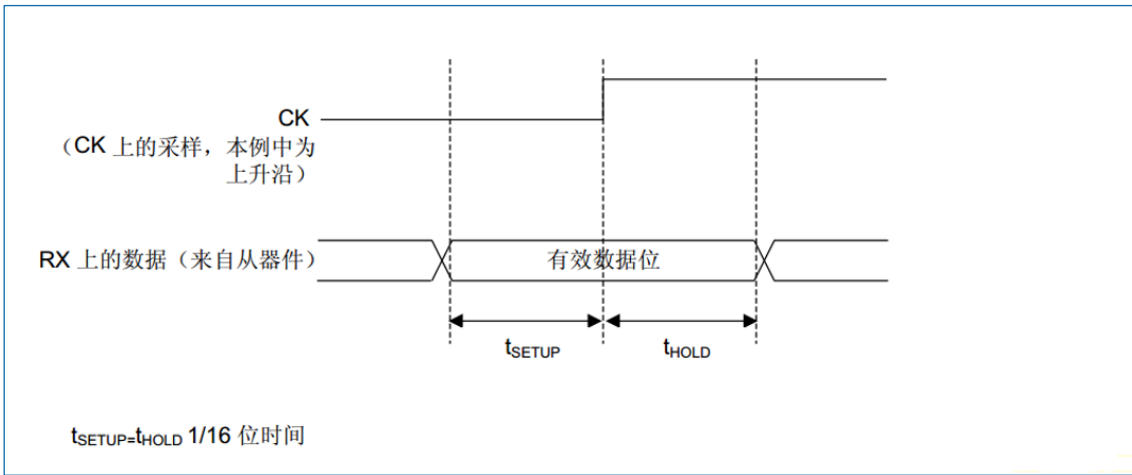 CK
（CK 上的采样，本例中为
上升沿）
RX 上的数据（来自从器件）
有效数据位
tSETUP
tHOLD
tSETUP=tHOLD 1/16 位时间